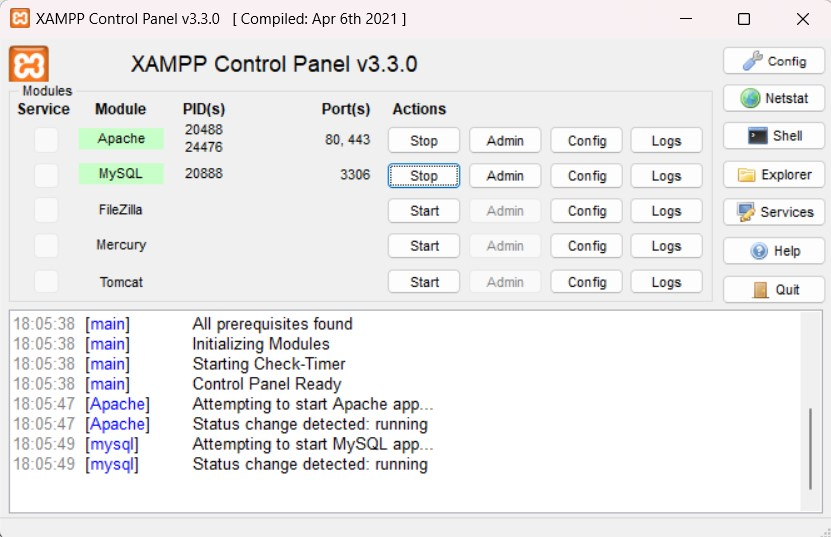 XAMPP Control Panel v3.3.0 [ Compiled: Apr 6th 2021 ]
XAMPP Control Panel v3.3.0
Config
Modules
Service Module PID(s) Port(s) Actions
Netstat
Apache 20488 24476 80, 443 Stop Admin Config Logs
Shell
MySQL 20888 3306 Stop Admin Config Logs
Explorer
FileZilla Start Admin Config Logs
Services
Mercury Start Admin Config Logs
Help
Tomcat Start Admin Config Logs
Quit
18:05:38 [main] All prerequisites found
18:05:38 [main] Initializing Modules
18:05:38 [main] Starting Check-Timer
18:05:38 [main] Control Panel Ready
18:05:47 [Apache] Attempting to start Apache app...
18:05:47 [Apache] Status change detected: running
18:05:49 [mysql] Attempting to start MySQL app...
18:05:49 [mysql] Status change detected: running